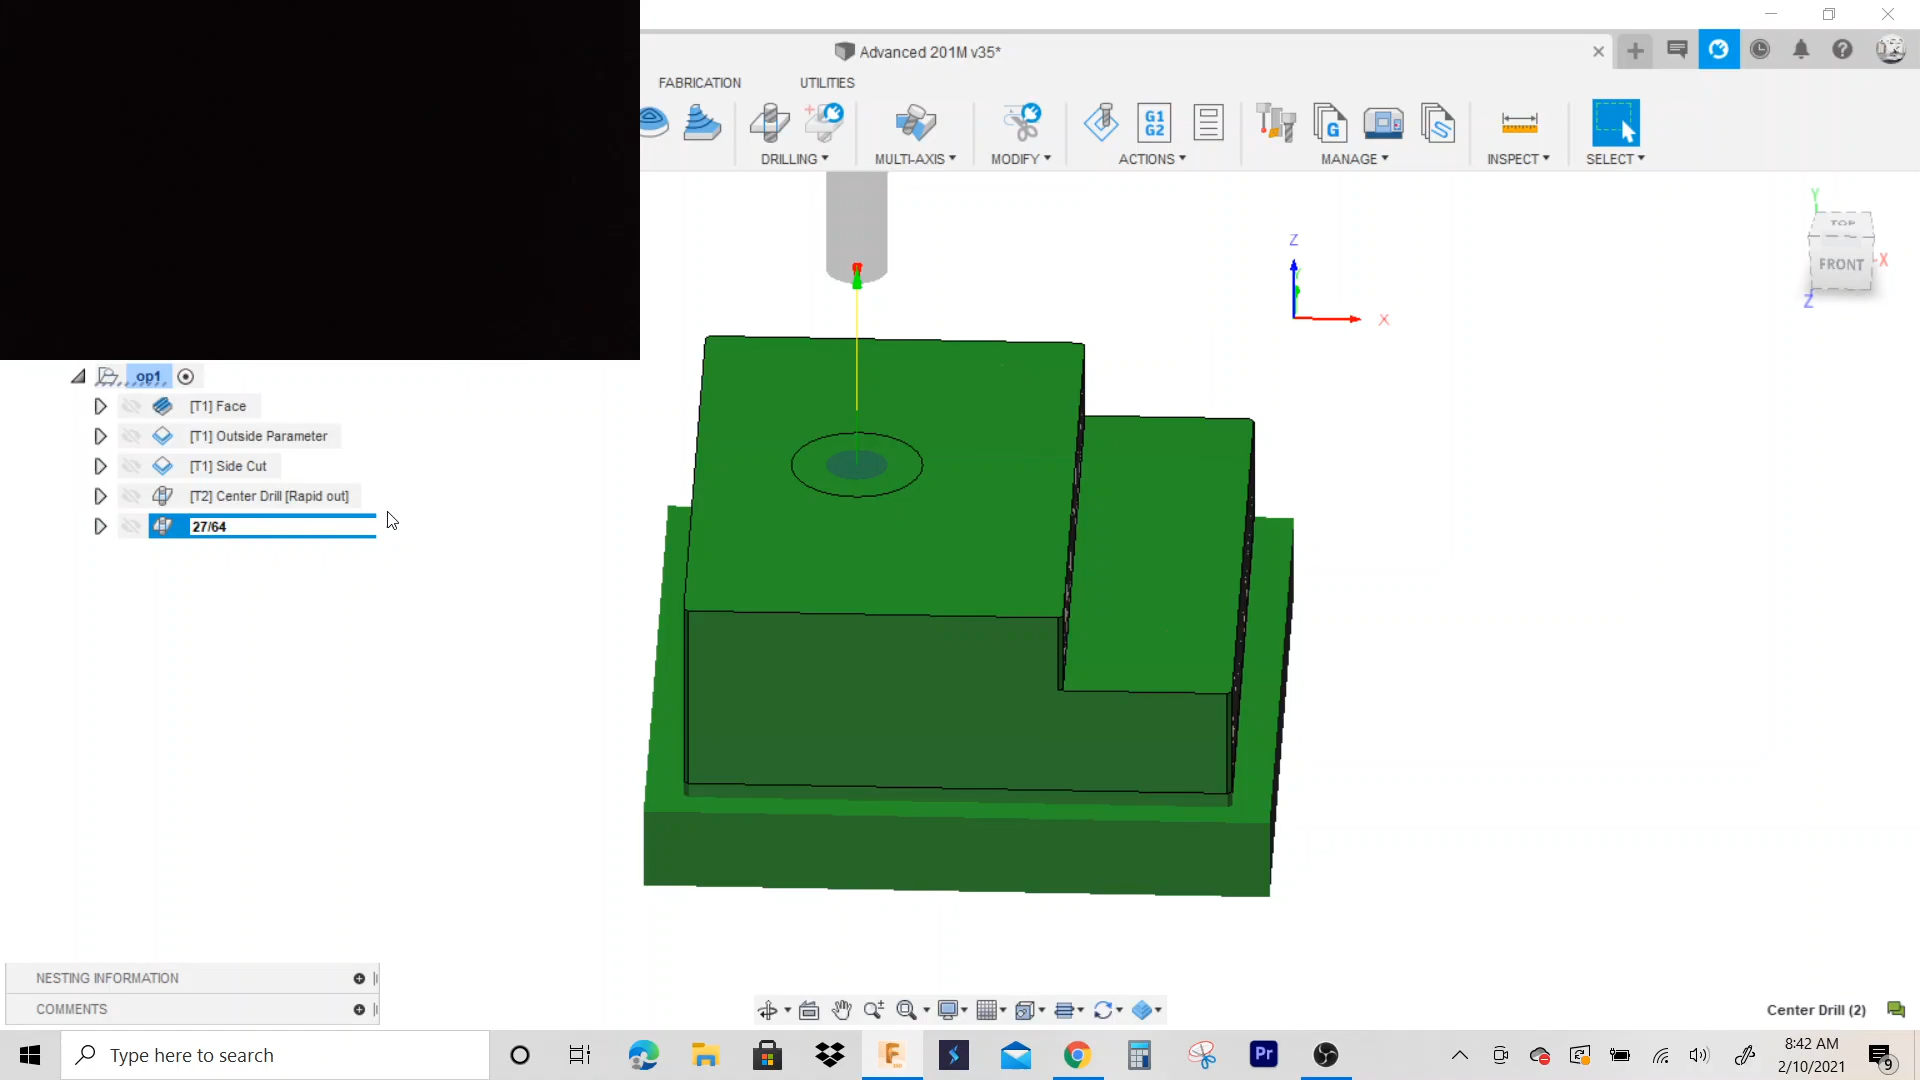 Advanced 201M v35*
FABRICATION
UTILITIES
G1
G2
G
DRILLING
MULTI-AXIS
MODIFY
ACTIONS
MANAGE
INSPECT
SELECT
Z
X
Y
TOP
FRONT
X
Z
op1
[T1] Face
[T1] Outside Parameter
[T1] Side Cut
[T2] Center Drill [Rapid out]
27/64
NESTING INFORMATION
COMMENTS
Center Drill (2)
Type here to search
F
Pr
8:42 AM
2/10/2021
9